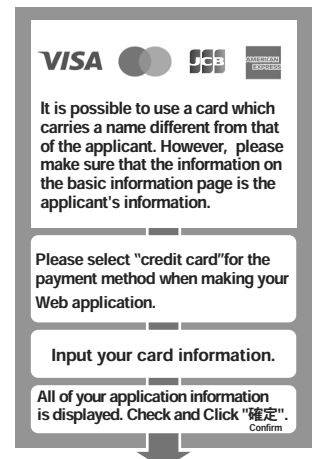 VISA JCB AMERICAN EXPRESS
It is possible to use a card which
carries a name different from that
of the applicant. However, please
make sure that the information on
the basic information page is the
applicant's information.
Please select "credit card"for the
payment method when making your
Web application.
Input your card information.
All of your application information
is displayed. Check and Click "確定".
Confirm